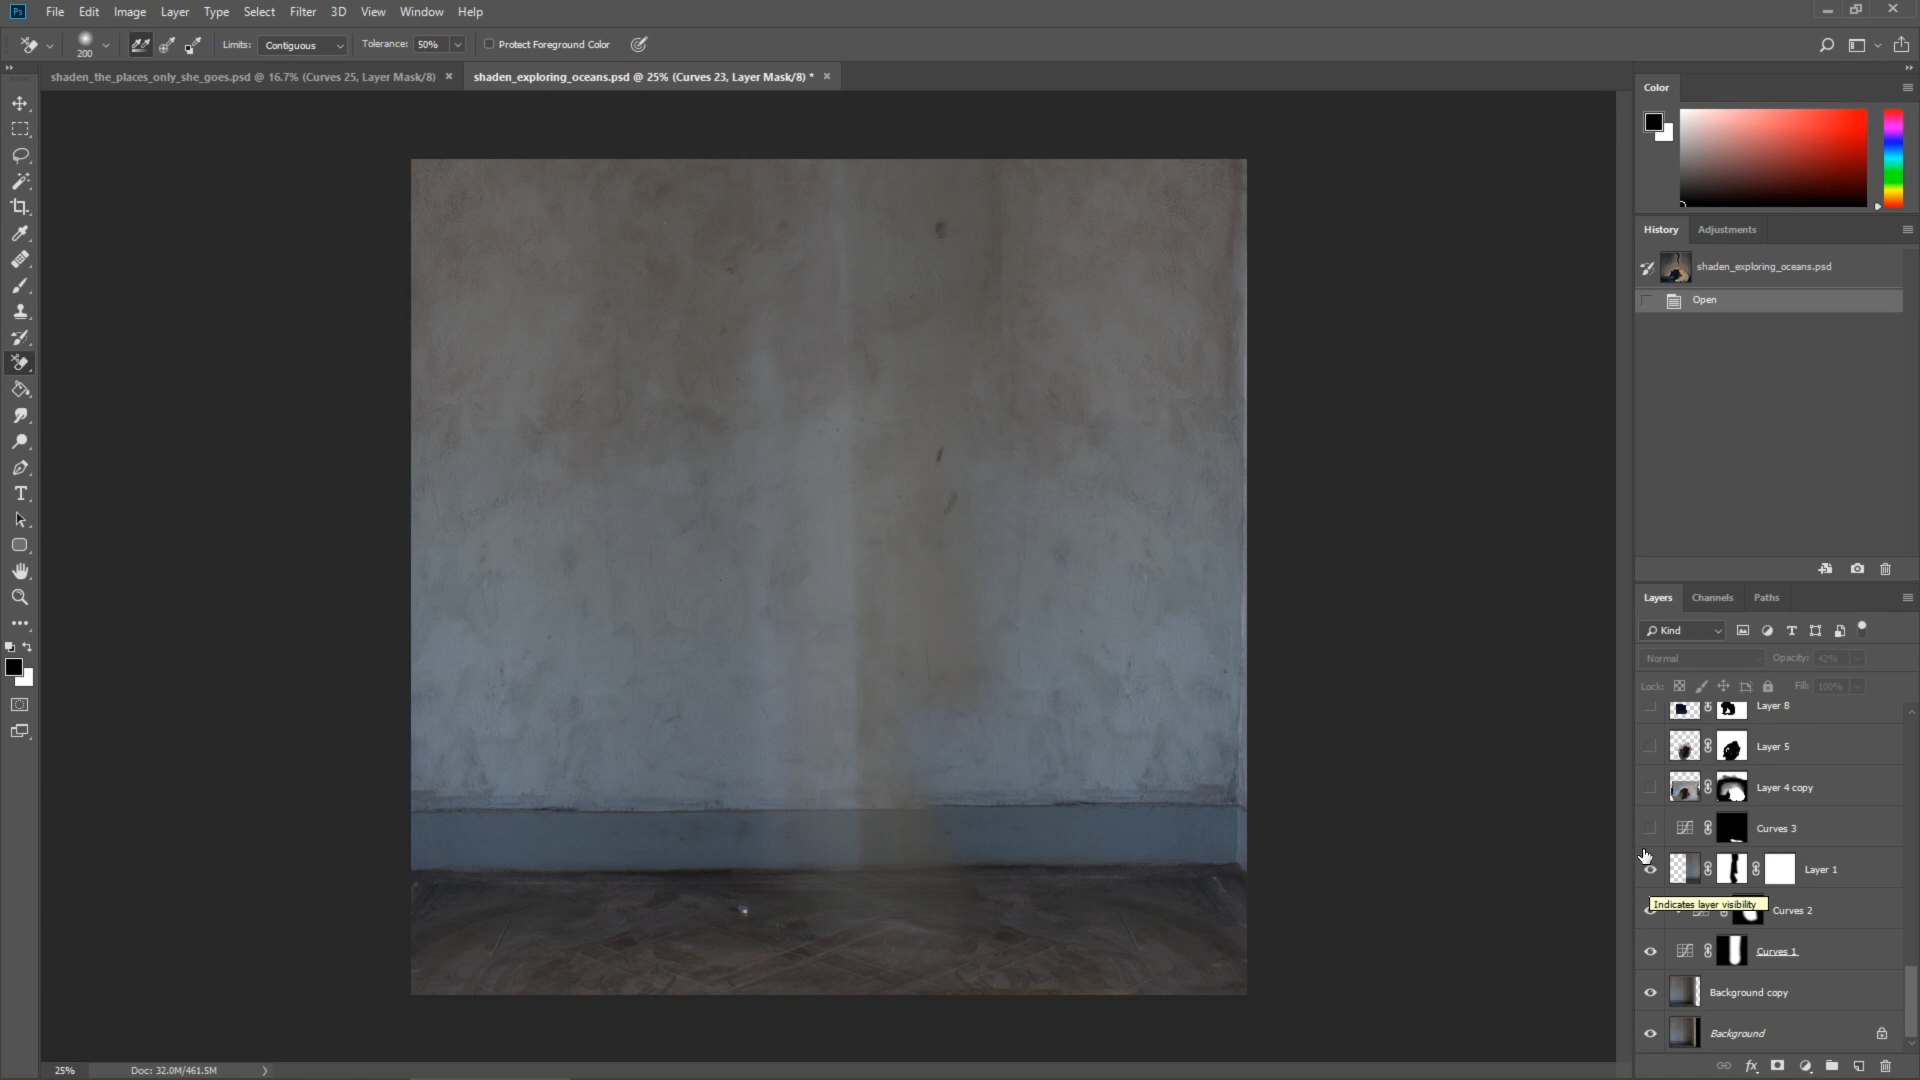 Ps File Edit Image Layer Type Select Filter 3D View Window Help
200 Limits: Contiguous Tolerance: 50% Protect Foreground Color
shaden_the_places_only_she_goes.psd @ 16.7% (Curves 25, Layer Mask/8) × shaden_exploring_oceans.psd @ 25% (Curves 23, Layer Mask/8) * ×
Color
History Adjustments
shaden_exploring_oceans.psd
Open
Layers Channels Paths
Kind
Normal Opacity: 42%
Lock: Fill: 100%
Layer 8
Layer 5
Layer 4 copy
Curves 3
Layer 1
Indicates layer visibility
Curves 2
Curves 1
Background copy
Background
fx
25% Doc: 32.0M/461.5M